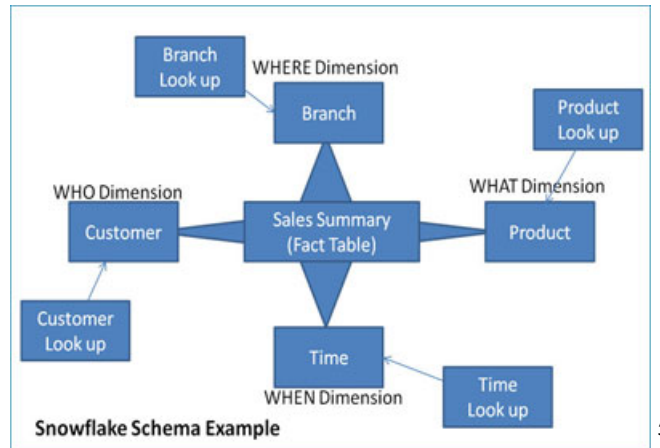 Branch
Look up
WHERE Dimension
Branch
Product
Look up
WHO Dimension
WHAT Dimension
Customer
Sales Summary
(Fact Table)
Product
Customer
Look up
Time
WHEN Dimension
Time
Look up
Snowflake Schema Example